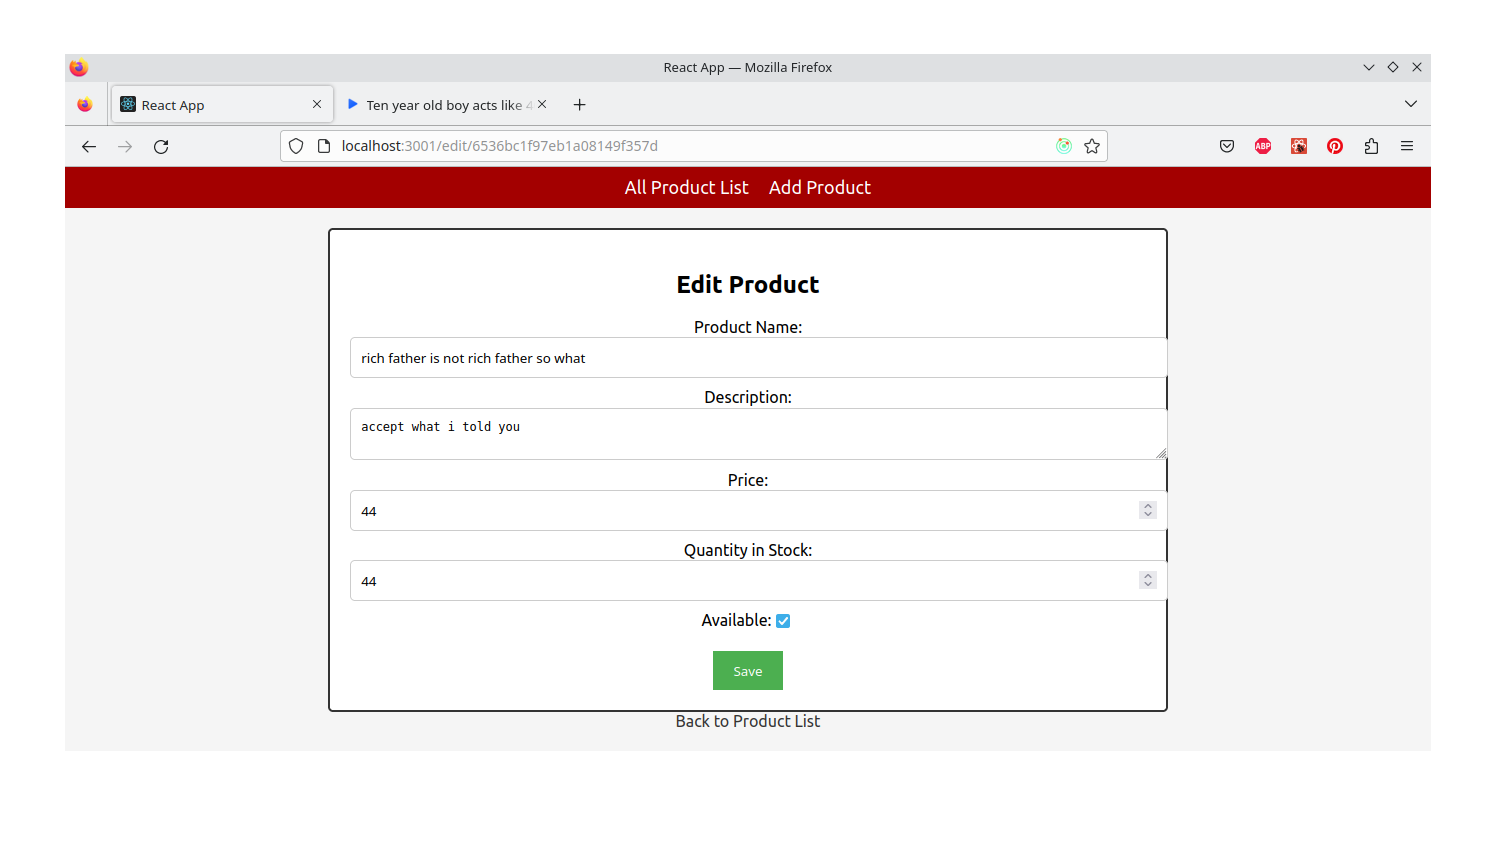 React App — Mozilla Firefox
React App
Ten year old boy acts like 4
localhost:3001/edit/6536bc1f97eb1a08149f357d
ABP
All Product List Add Product
Edit Product
Product Name:
rich father is not rich father so what
Description:
accept what i told you
Price:
44
Quantity in Stock:
44
Available:
Save
Back to Product List